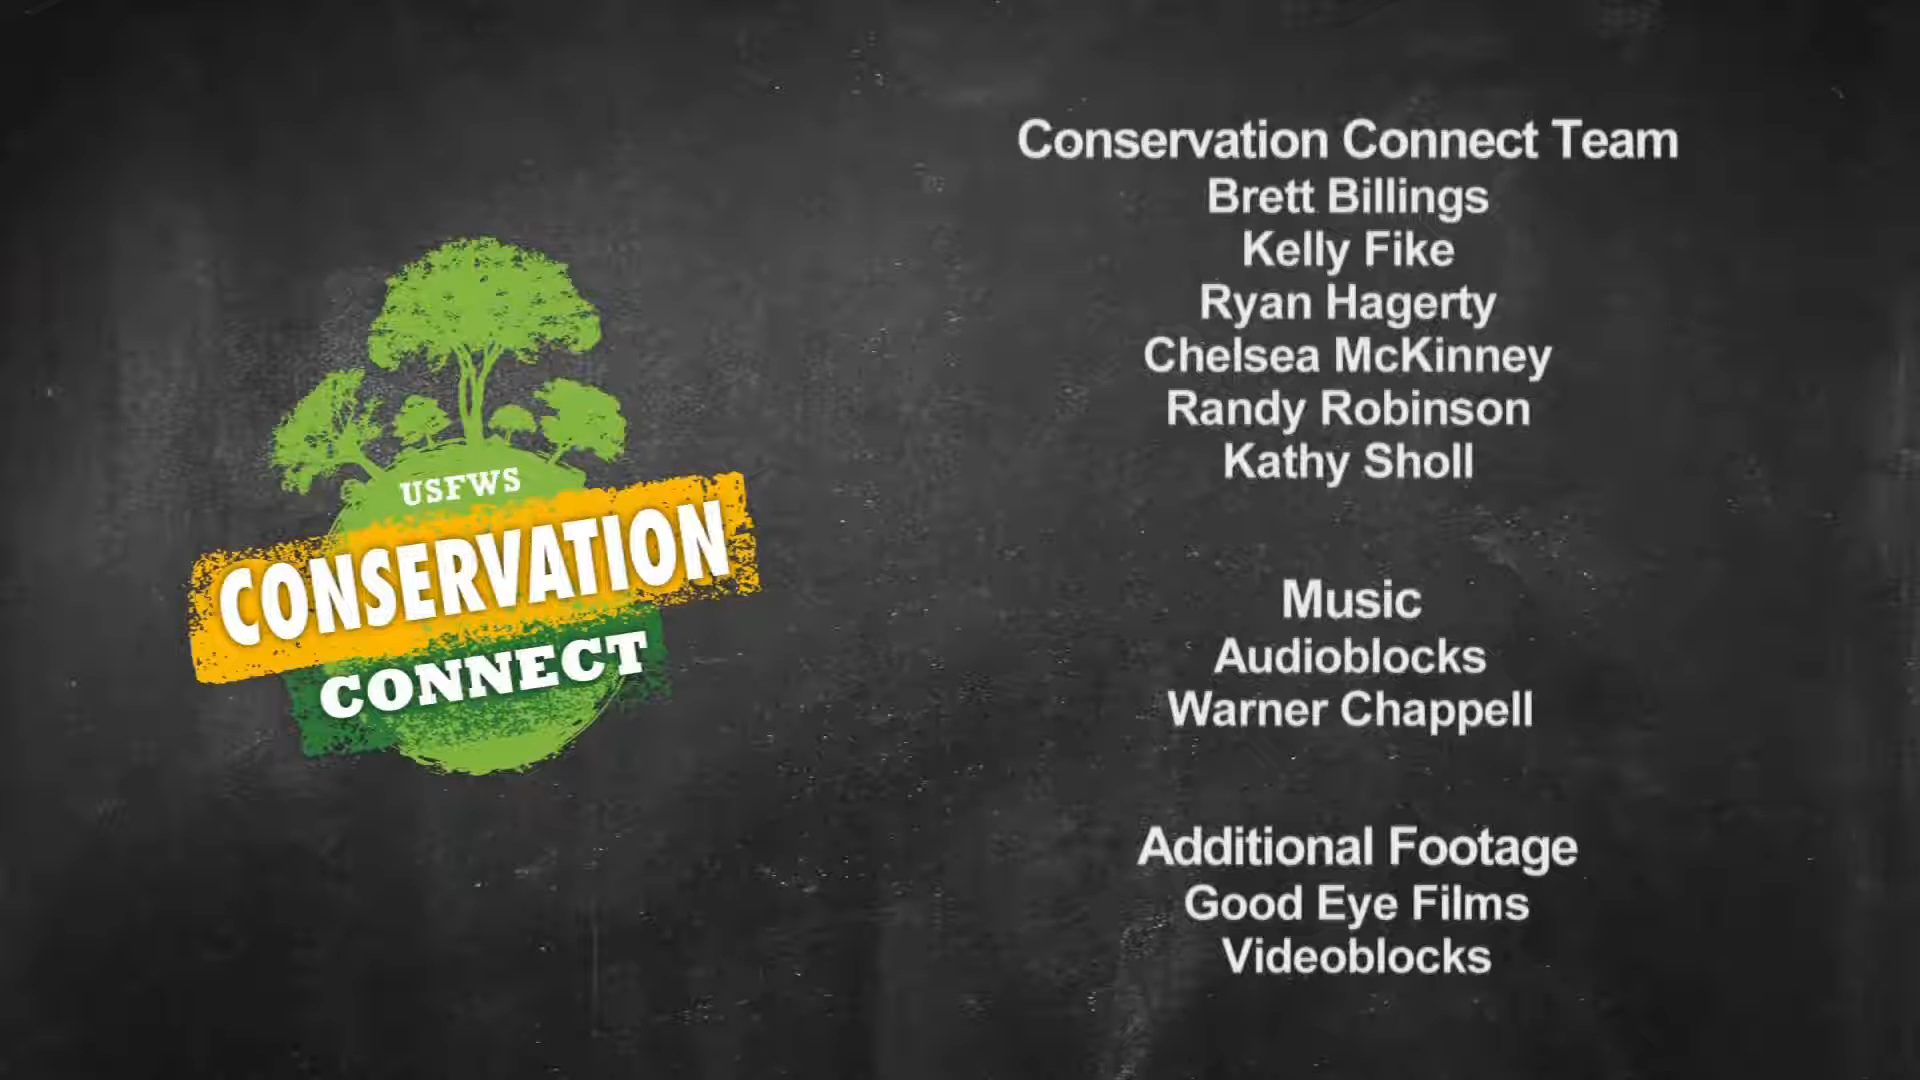 USFWS
CONSERVATION
CONNECT
Conservation Connect Team
Brett Billings
Kelly Fike
Ryan Hagerty
Chelsea McKinney
Randy Robinson
Kathy Sholl
Music
Audioblocks
Warner Chappell
Additional Footage
Good Eye Films
Videoblocks